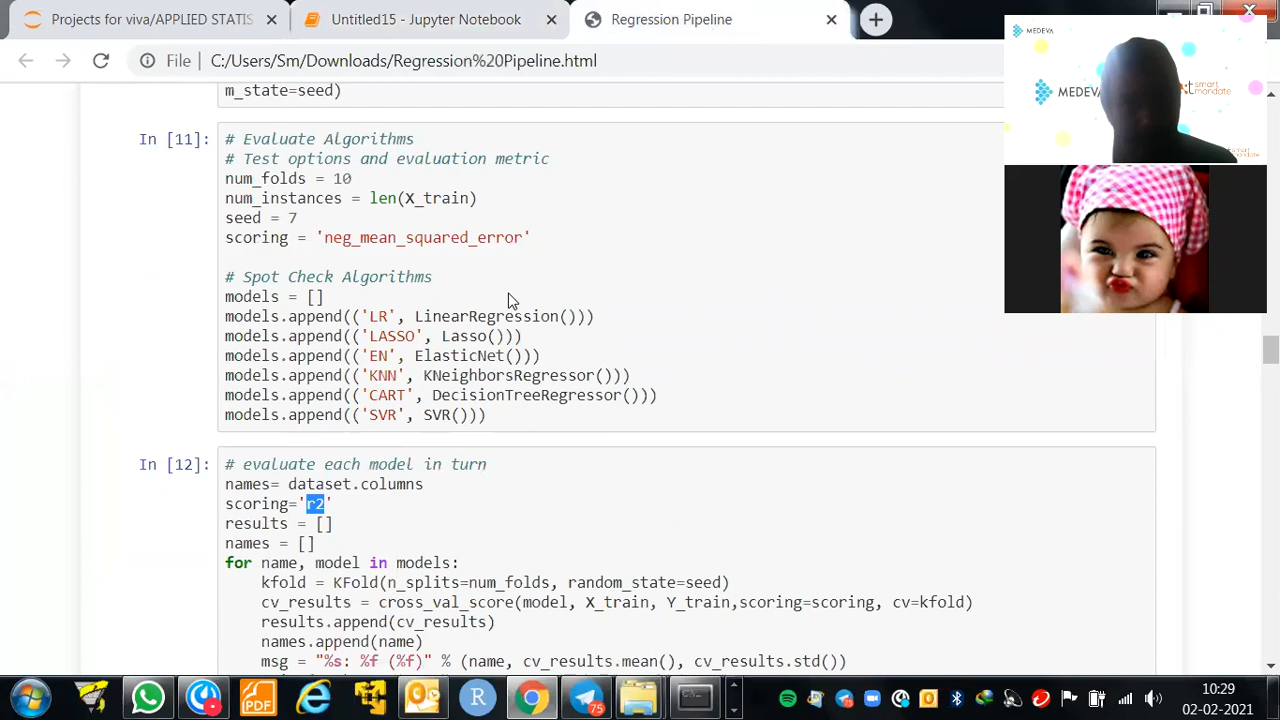 Projects for viva/APPLIED STATIS
Untitled15 - Jupyter Notebook
Regression Pipeline
File
C:/Users/Sm/Downloads/Regression%20Pipeline.html
MEDEVA
MEDEVA
smart
mandate
m_state=seed)
In [11]:
# Evaluate Algorithms
# Test options and evaluation metric
num_folds = 10
num_instances = len(X_train)
seed = 7
scoring = 'neg_mean_squared_error'
# Spot Check Algorithms
models = []
models.append(('LR', LinearRegression()))
models.append(('LASSO', Lasso()))
models.append(('EN', ElasticNet()))
models.append(('KNN', KNeighborsRegressor()))
models.append(('CART', DecisionTreeRegressor()))
models.append(('SVR', SVR()))
In [12]:
# evaluate each model in turn
names= dataset.columns
scoring='r2'
results = []
names = []
for name, model in models:
kfold = KFold(n_splits=num_folds, random_state=seed)
cv_results = cross_val_score(model, X_train, Y_train,scoring=scoring, cv=kfold)
results.append(cv_results)
names.append(name)
msg = "%s: %f (%f)" % (name, cv_results.mean(), cv_results.std())
PDF
R
75
10:29
02-02-2021